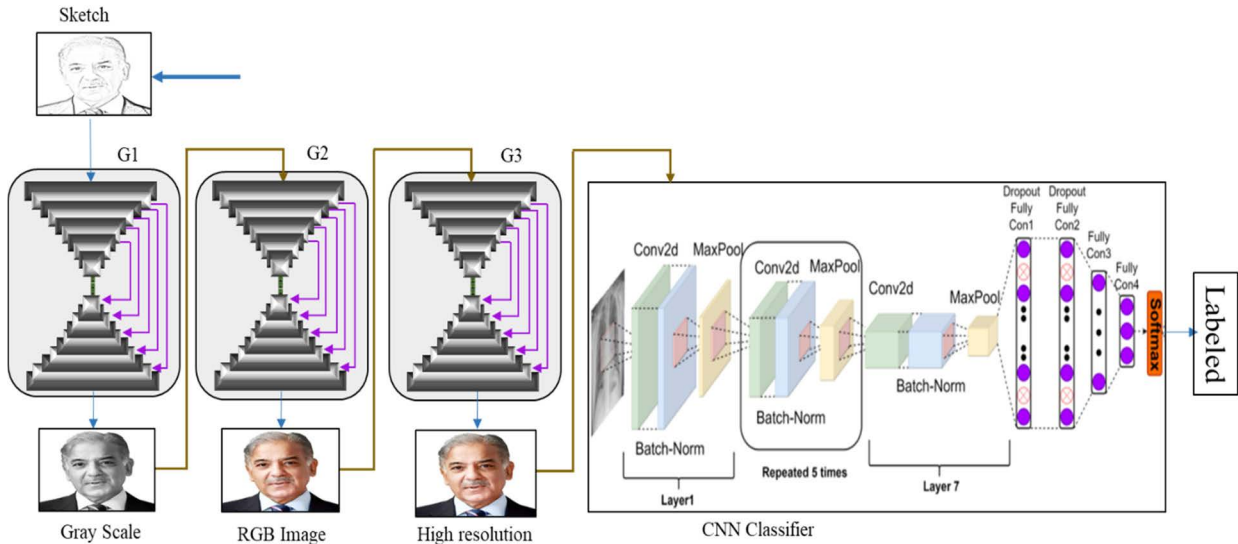 Sketch
G1
G2
G3
Gray Scale
RGB Image
High resolution
Conv2d
MaxPool
Batch-Norm
Layer1
Conv2d
MaxPool
Batch-Norm
Repeated 5 times
Conv2d
MaxPool
Batch-Norm
Layer 7
Dropout
Fully
Con1
Dropout
Fully
Con2
Fully
Con3
Fully
Con4
Softmax
Labeled
CNN Classifier